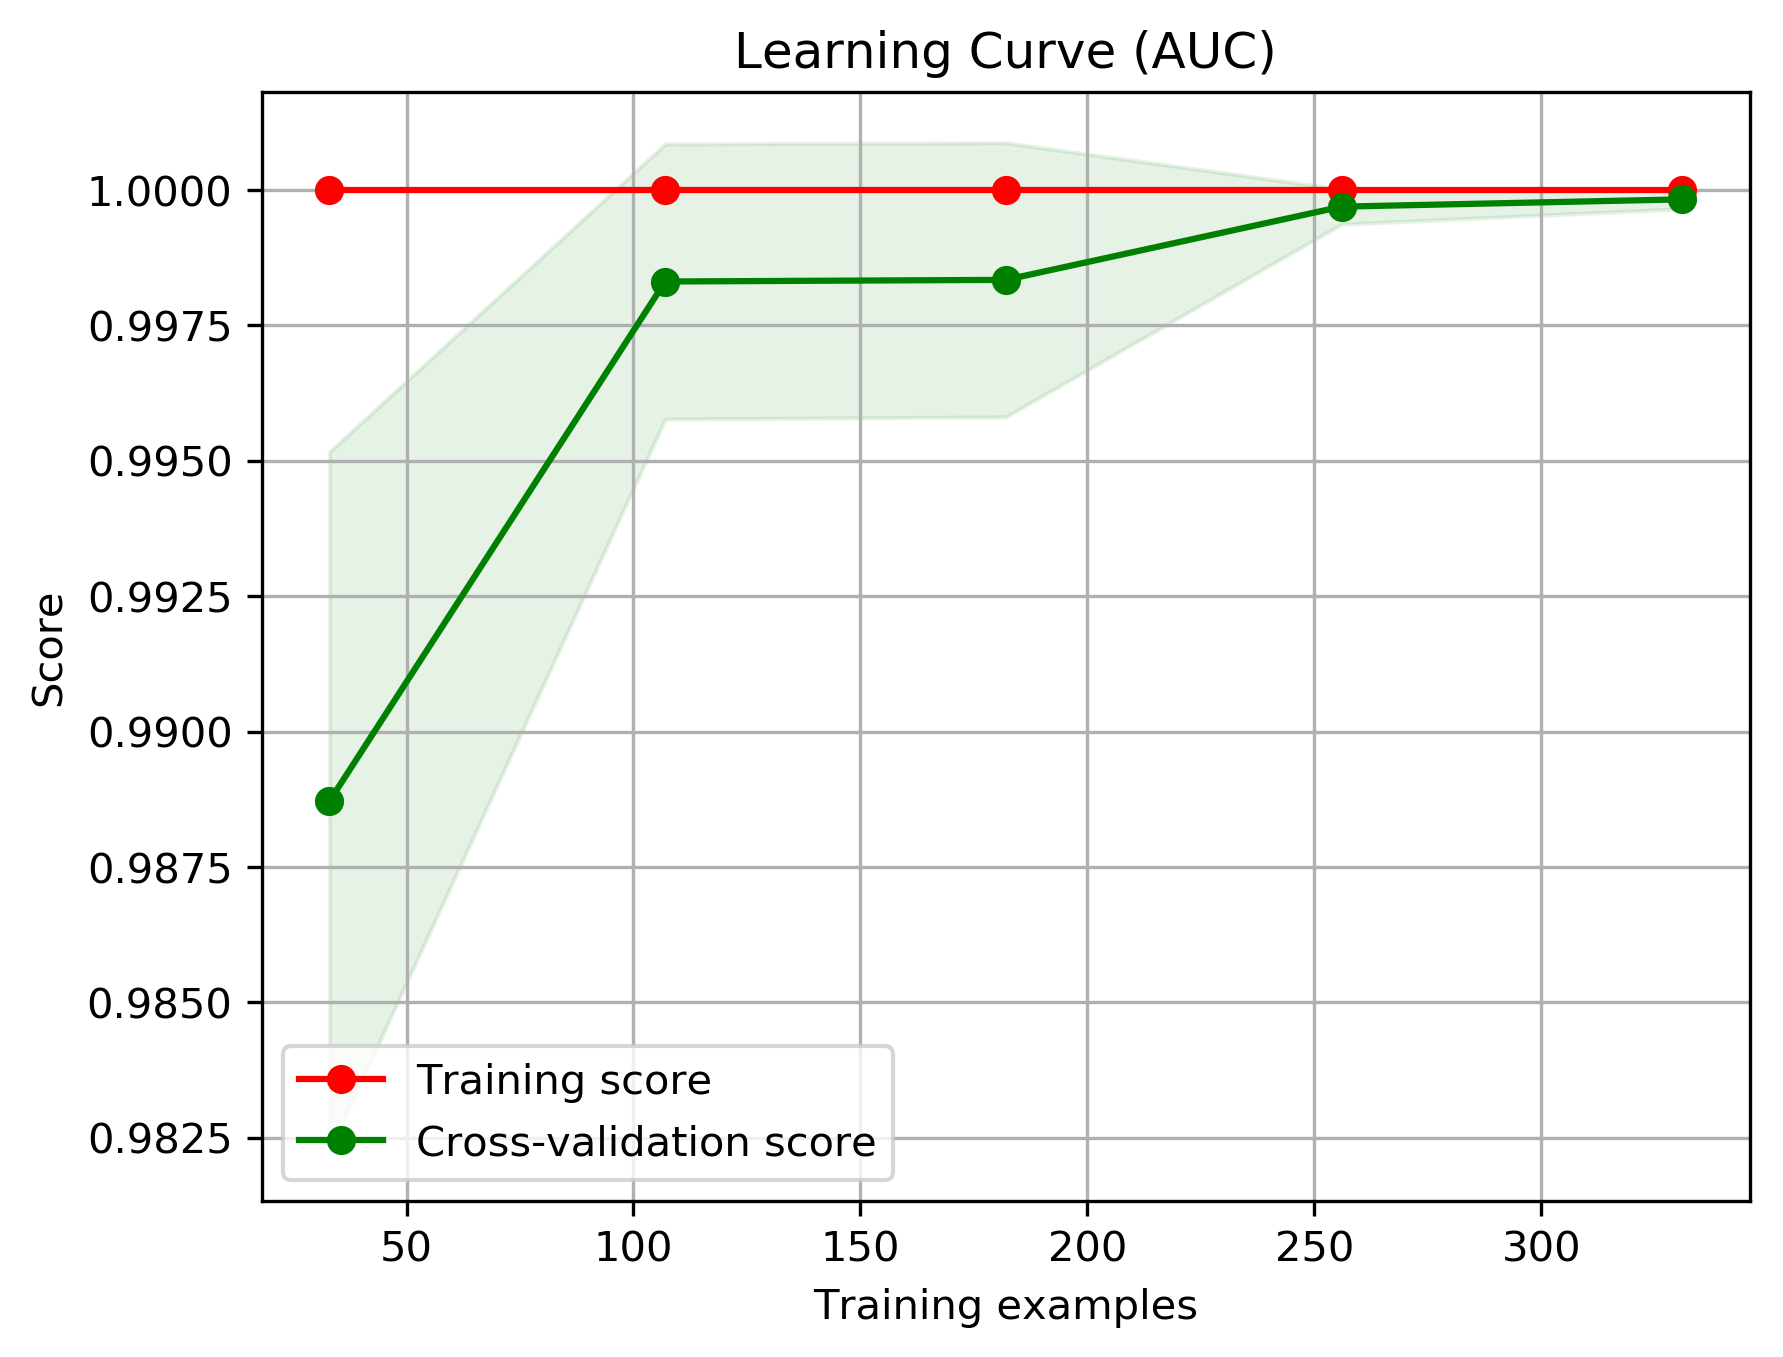 Learning Curve (AUC)
1.0000
0.9975
0.9950
0.9925
0.9900
0.9875
0.9850
0.9825
Score
Training score
Cross-validation score
50 100 150 200 250 300
Training examples